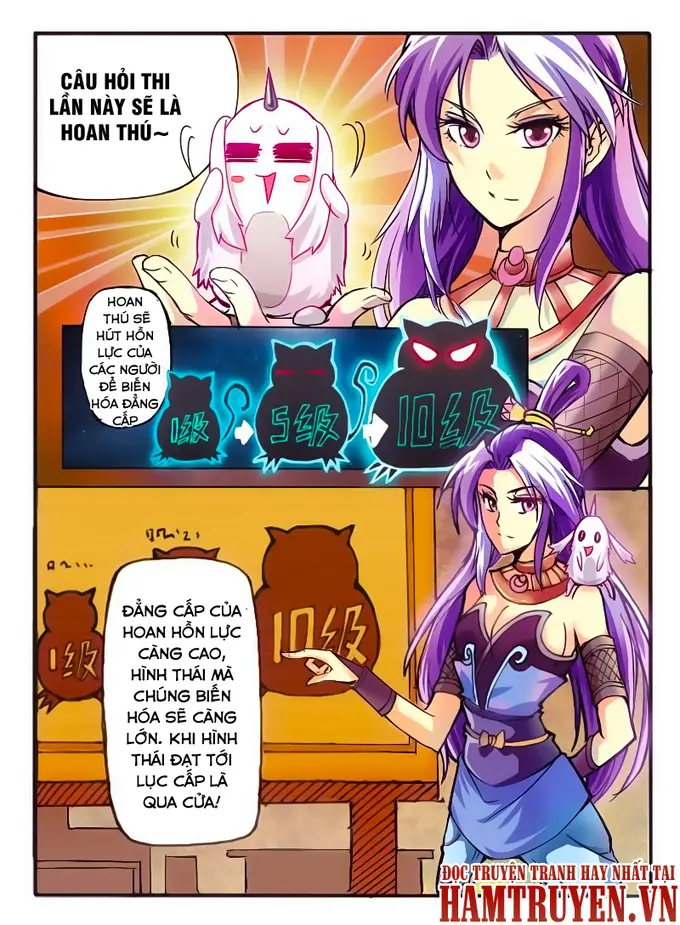 CÂU HỎI THI
LẦN NÀY SẼ LÀ
HOAN THÚ~
HOAN
THÚ SẼ
HÚT HỒN
LỰC CỦA
CÁC NGƯỜI
ĐỂ BIẾN
HÓA ĐẲNG
CẤP
1级
5级
10级
1级
10级
ĐẲNG CẤP CỦA
HOAN HỒN LỰC
CÀNG CAO,
HÌNH THÁI MÀ
CHÚNG BIẾN
HÓA SẼ CÀNG
LỚN. KHI HÌNH
THÁI ĐẠT TỚI
LỤC CẤP LÀ
QUA CỬA!
ĐỌC TRUYỆN TRANH HAY NHẤT TẠI
HAMTRUYEN.VN